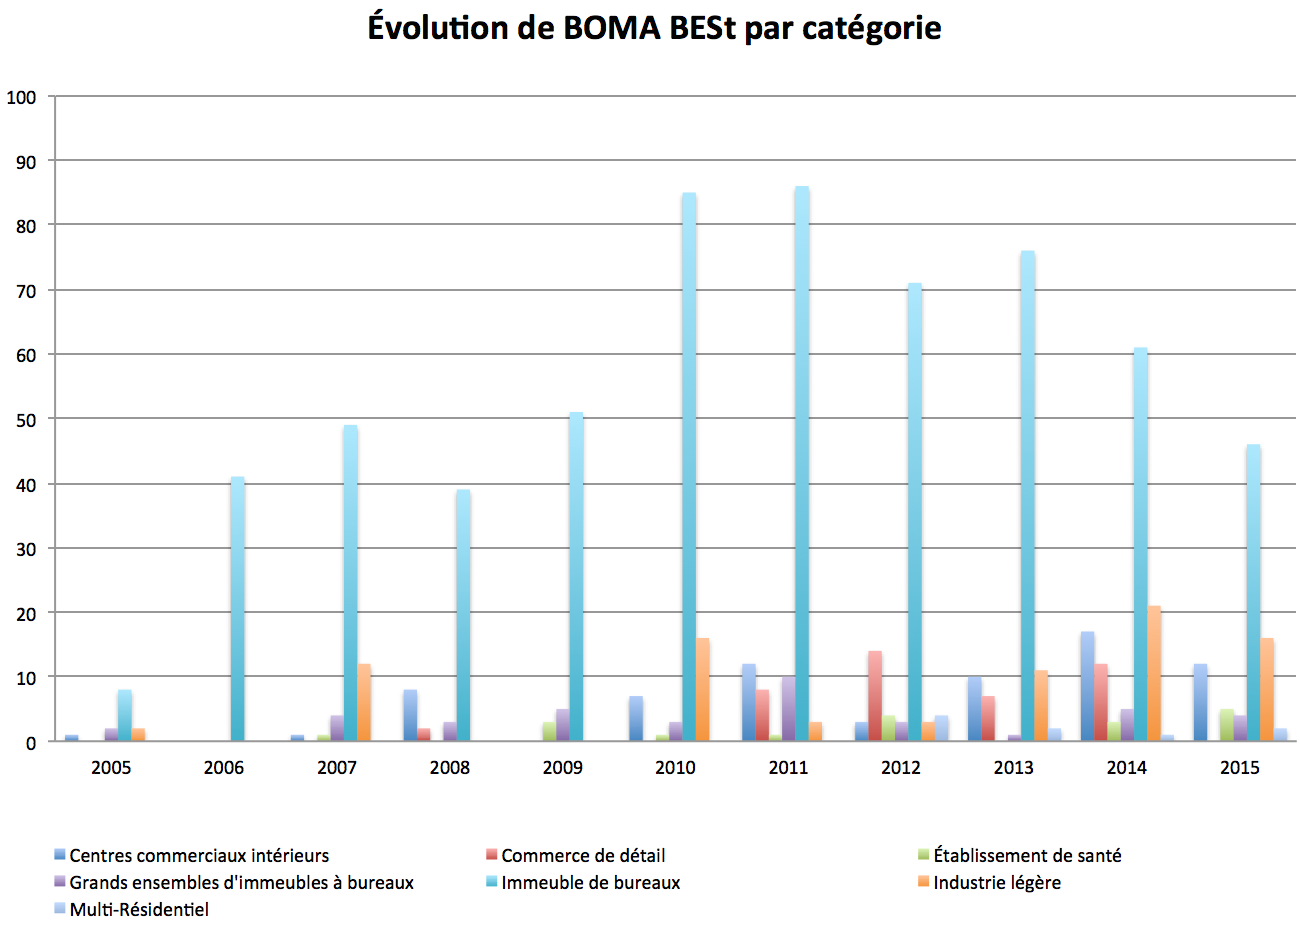 Évolution de BOMA BESt par catégorie
100
90
80
70
60
50
40
30
20
10
0
2005 2006 2007 2008 2009 2010 2011 2012 2013 2014 2015
Centres commerciaux intérieurs Commerce de détail Établissement de santé
Grands ensembles d'immeubles à bureaux Immeuble de bureaux Industrie légère
Multi-Résidentiel